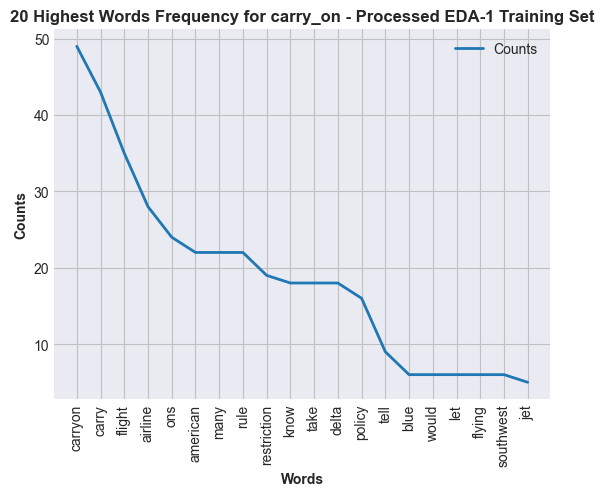 20 Highest Words Frequency for carry_on - Processed EDA-1 Training Set
Counts
50
40
30
20
10
Counts
carryon
carry
flight
airline
ons
american
many
rule
restriction
know
take
delta
policy
tell
blue
would
let
flying
southwest
jet
Words